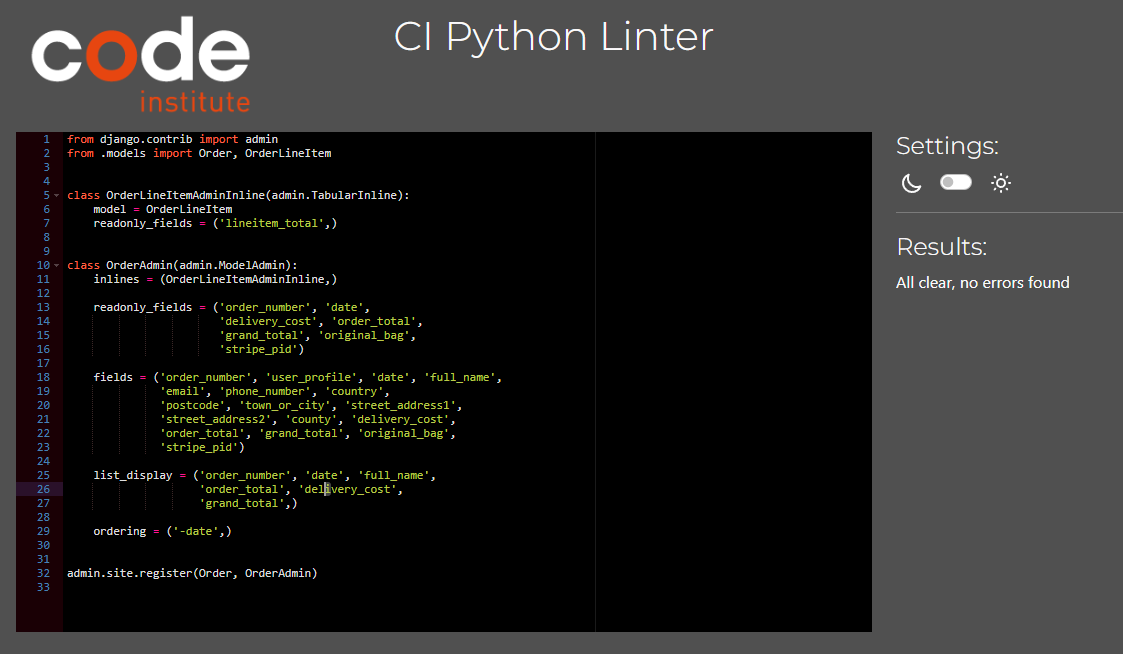 code
institute
CI Python Linter
1 from django.contrib import admin
2 from .models import Order, OrderLineItem
3
4
5 class OrderLineItemAdminInline(admin.TabularInline):
6     model = OrderLineItem
7     readonly_fields = ('lineitem_total',)
8
9
10 class OrderAdmin(admin.ModelAdmin):
11     inlines = (OrderLineItemAdminInline,)
12
13     readonly_fields = ('order_number', 'date',
14                        'delivery_cost', 'order_total',
15                        'grand_total', 'original_bag',
16                        'stripe_pid')
17
18     fields = ('order_number', 'user_profile', 'date', 'full_name',
19               'email', 'phone_number', 'country',
20               'postcode', 'town_or_city', 'street_address1',
21               'street_address2', 'county', 'delivery_cost',
22               'order_total', 'grand_total', 'original_bag',
23               'stripe_pid')
24
25     list_display = ('order_number', 'date', 'full_name',
26                     'order_total', 'delivery_cost',
27                     'grand_total',)
28
29     ordering = ('-date',)
30
31
32 admin.site.register(Order, OrderAdmin)
33
Settings:
Results:
All clear, no errors found